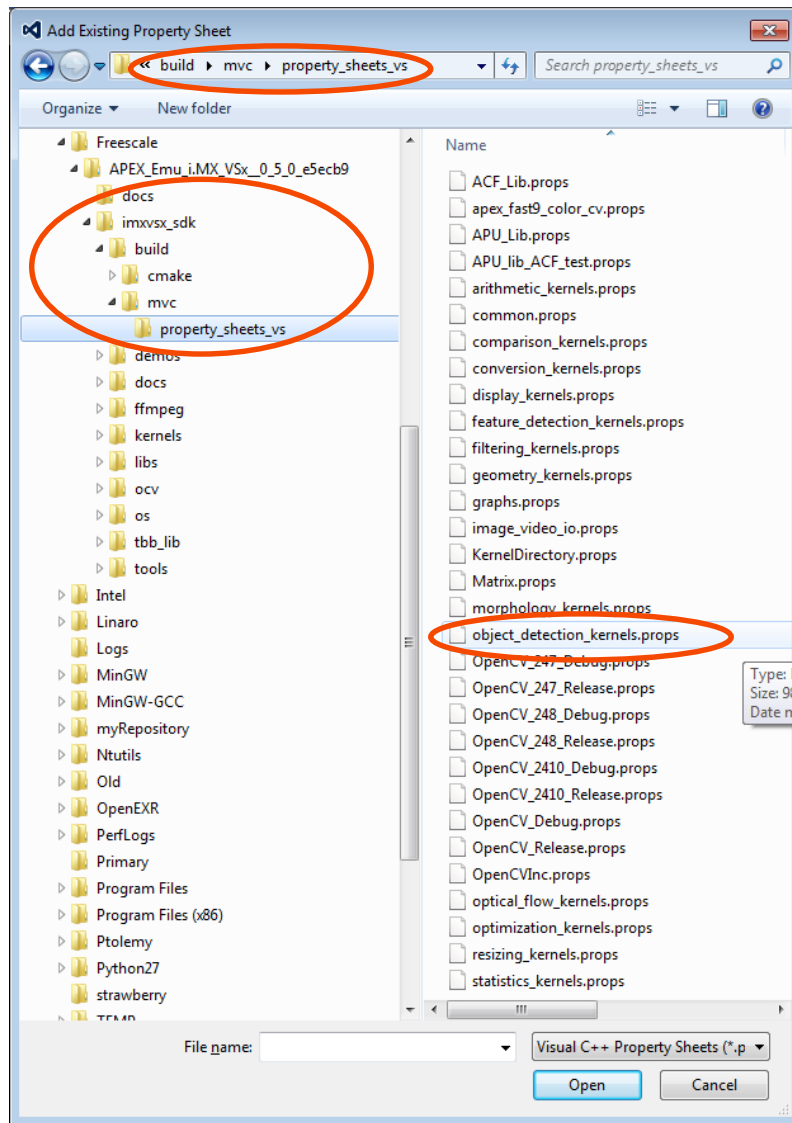 Add Existing Property Sheet
« build mvc property_sheets_vs
Search property_sheets_vs
Organize
New folder
Freescale
APEX_Emu_i.MX_VSx__0_5_0_e5ecb9
docs
imxvsx_sdk
build
cmake
mvc
property_sheets_vs
demos
docs
ffmpeg
kernels
libs
ocv
os
tbb_lib
tools
Intel
Linaro
Logs
MinGW
MinGW-GCC
myRepository
Ntutils
Old
OpenEXR
PerfLogs
Primary
Program Files
Program Files (x86)
Ptolemy
Python27
strawberry
TEMP
Name
ACF_Lib.props
apex_fast9_color_cv.props
APU_Lib.props
APU_lib_ACF_test.props
arithmetic_kernels.props
common.props
comparison_kernels.props
conversion_kernels.props
display_kernels.props
feature_detection_kernels.props
filtering_kernels.props
geometry_kernels.props
graphs.props
image_video_io.props
KernelDirectory.props
Matrix.props
morphology_kernels.props
object_detection_kernels.props
OpenCV_247_Debug.props
OpenCV_247_Release.props
OpenCV_248_Debug.props
OpenCV_248_Release.props
OpenCV_2410_Debug.props
OpenCV_2410_Release.props
OpenCV_Debug.props
OpenCV_Release.props
OpenCVInc.props
optical_flow_kernels.props
optimization_kernels.props
resizing_kernels.props
statistics_kernels.props
Type:
Size: 98
Date n
File name:
Visual C++ Property Sheets (*.p
Open
Cancel